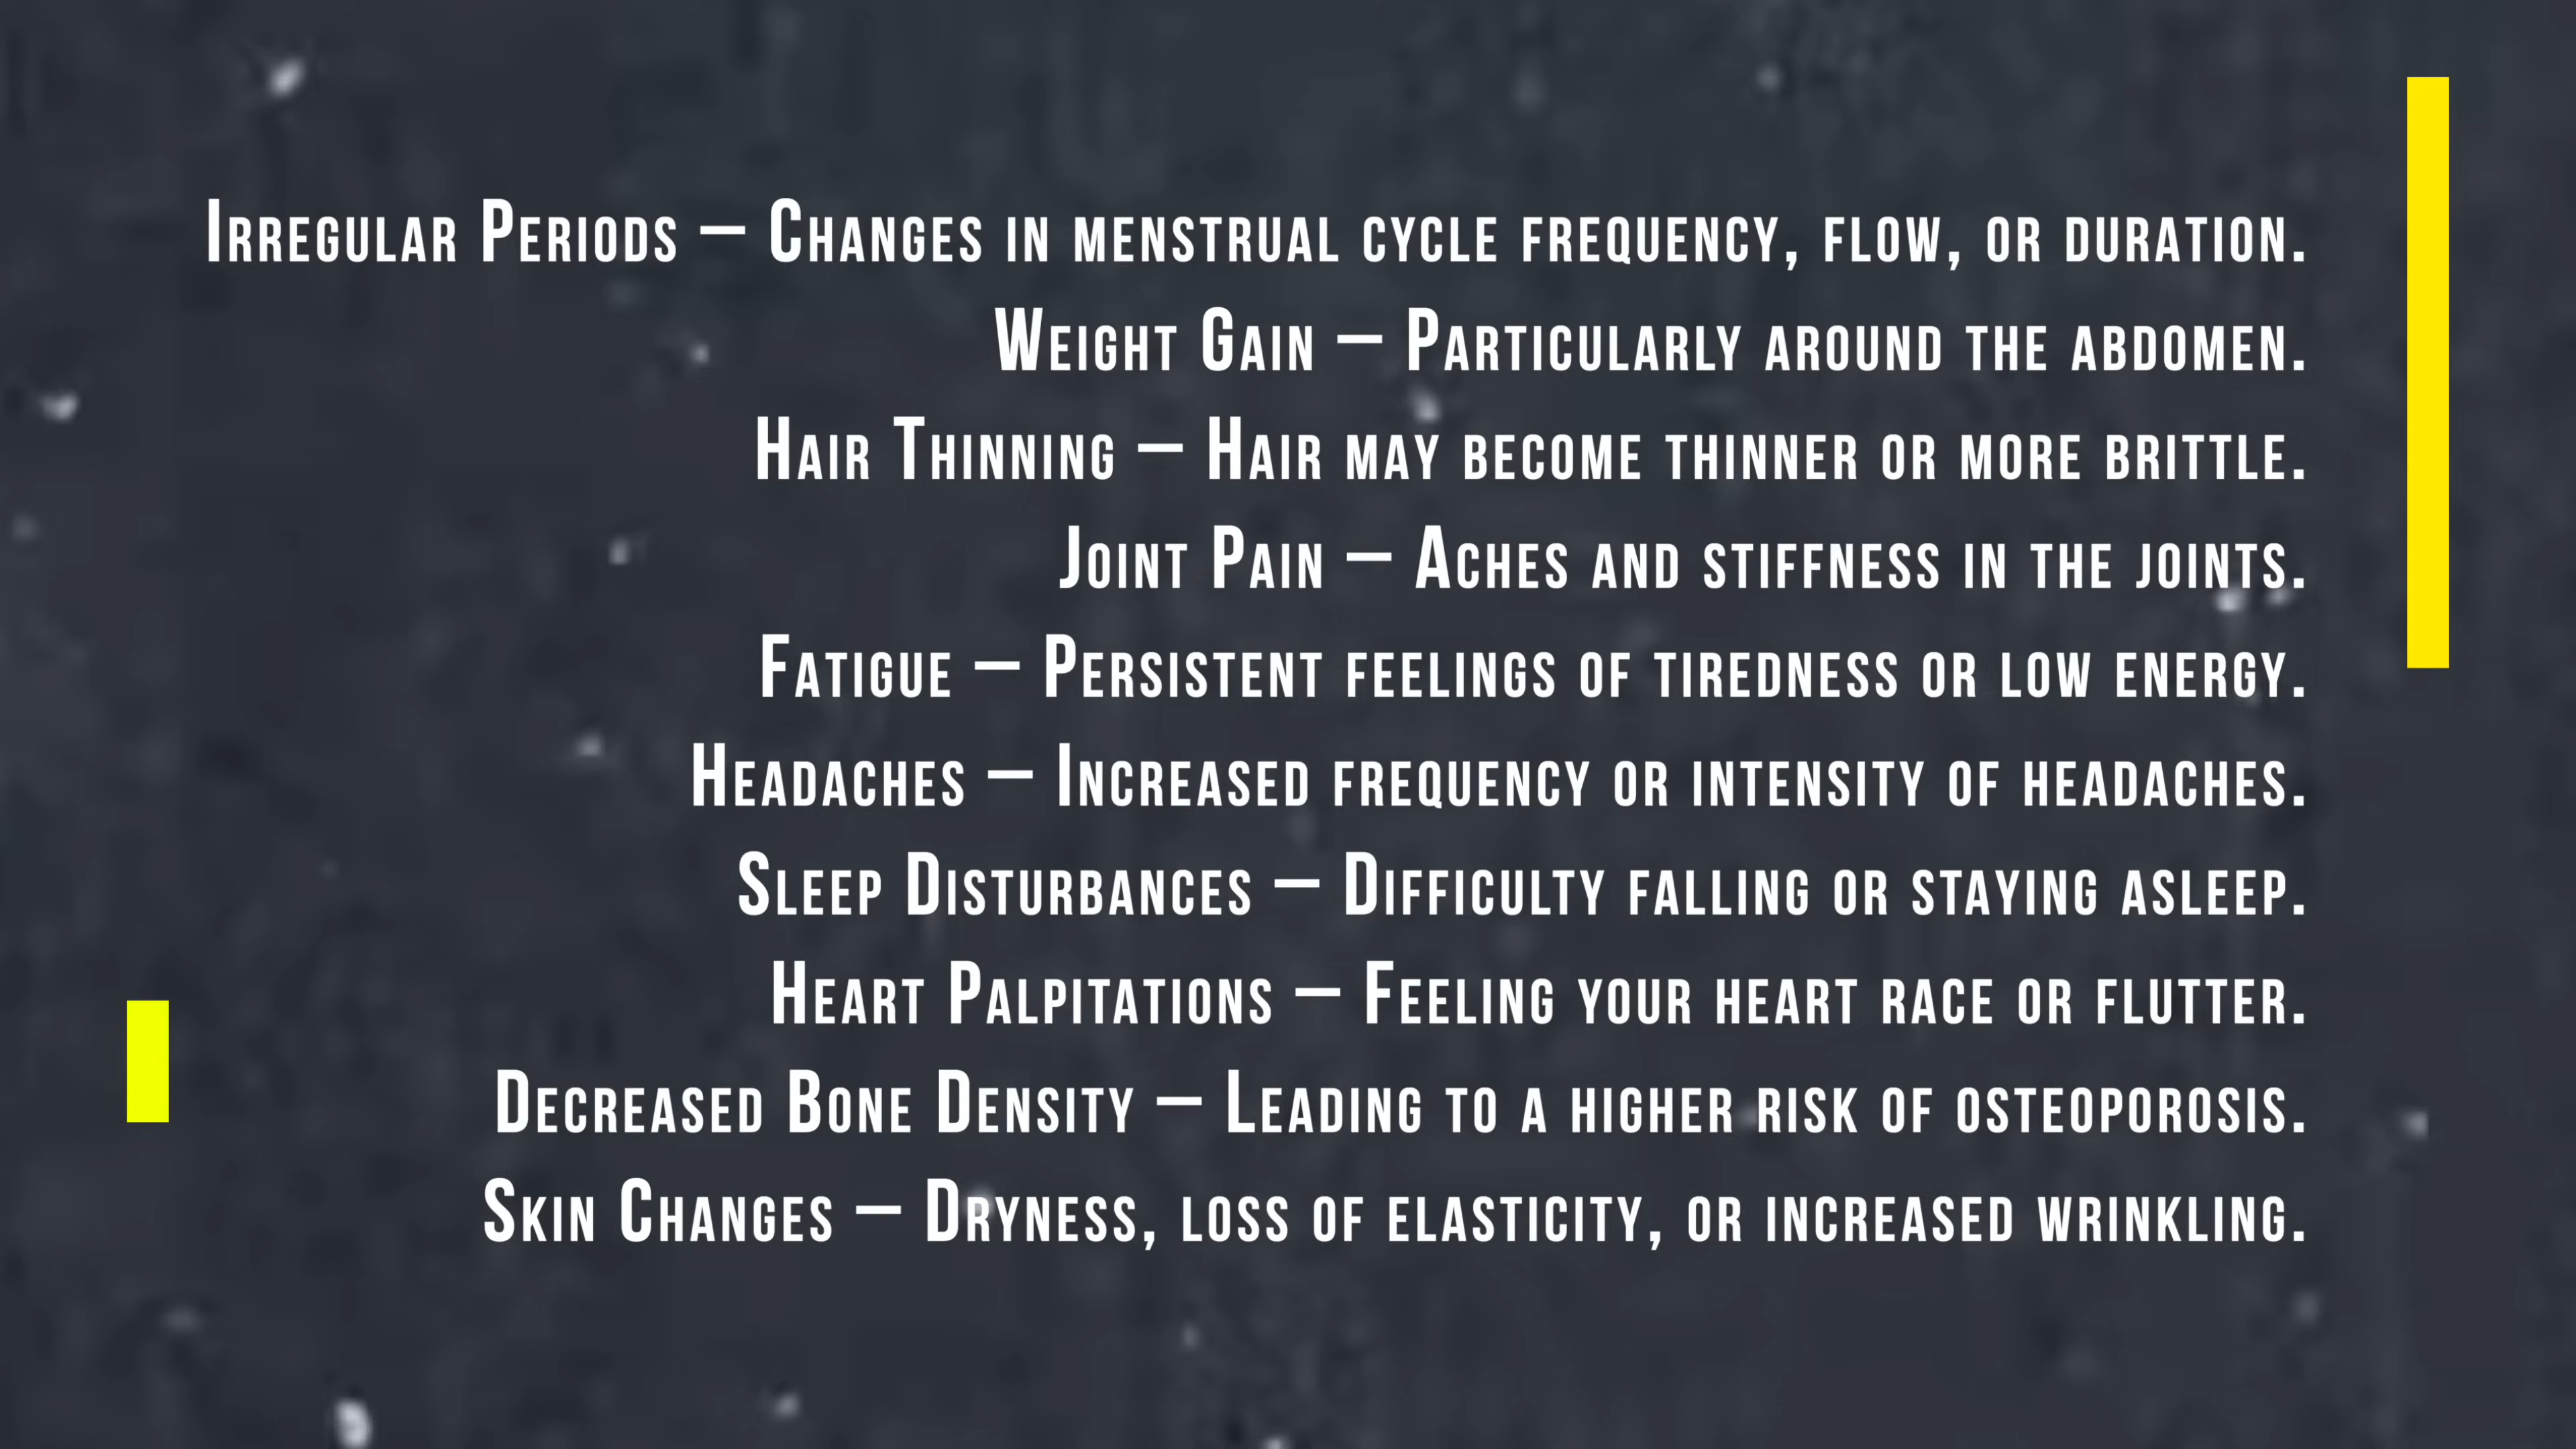 Irregular Periods – Changes in menstrual cycle frequency, flow, or duration.
Weight Gain – Particularly around the abdomen.
Hair Thinning – Hair may become thinner or more brittle.
Joint Pain – Aches and stiffness in the joints.
Fatigue – Persistent feelings of tiredness or low energy.
Headaches – Increased frequency or intensity of headaches.
Sleep Disturbances – Difficulty falling or staying asleep.
Heart Palpitations – Feeling your heart race or flutter.
Decreased Bone Density – Leading to a higher risk of osteoporosis.
Skin Changes – Dryness, loss of elasticity, or increased wrinkling.